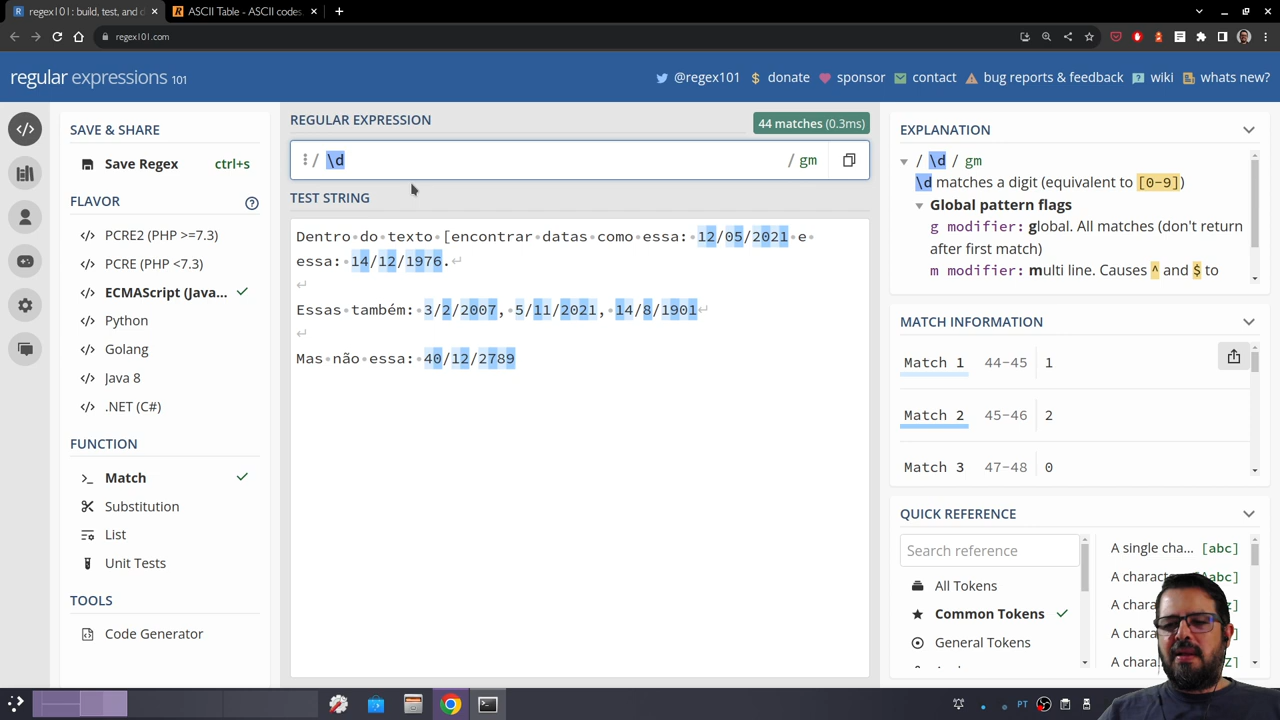 regex101: build, test, and d
ASCII Table - ASCII codes,
regex101.com
regular expressions 101
@regex101
donate
sponsor
contact
bug reports & feedback
wiki
whats new?
SAVE & SHARE
Save Regex ctrl+s
FLAVOR
PCRE2 (PHP >=7.3)
PCRE (PHP <7.3)
ECMAScript (Java...
Python
Golang
Java 8
.NET (C#)
FUNCTION
Match
Substitution
List
Unit Tests
TOOLS
Code Generator
REGULAR EXPRESSION
44 matches (0.3ms)
/ \d / gm
TEST STRING
Dentro do texto [encontrar datas como essa: 12/05/2021 e
essa: 14/12/1976.
Essas também: 3/2/2007, 5/11/2021, 14/8/1901
Mas não essa: 40/12/2789
EXPLANATION
/ \d / gm
\d matches a digit (equivalent to [0-9])
Global pattern flags
g modifier: global. All matches (don't return
after first match)
m modifier: multi line. Causes ^ and $ to
MATCH INFORMATION
Match 1 44-45 1
Match 2 45-46 2
Match 3 47-48 0
QUICK REFERENCE
Search reference
All Tokens
Common Tokens
General Tokens
A single cha... [abc]
A characte
A chara
A chara
A chara
PT